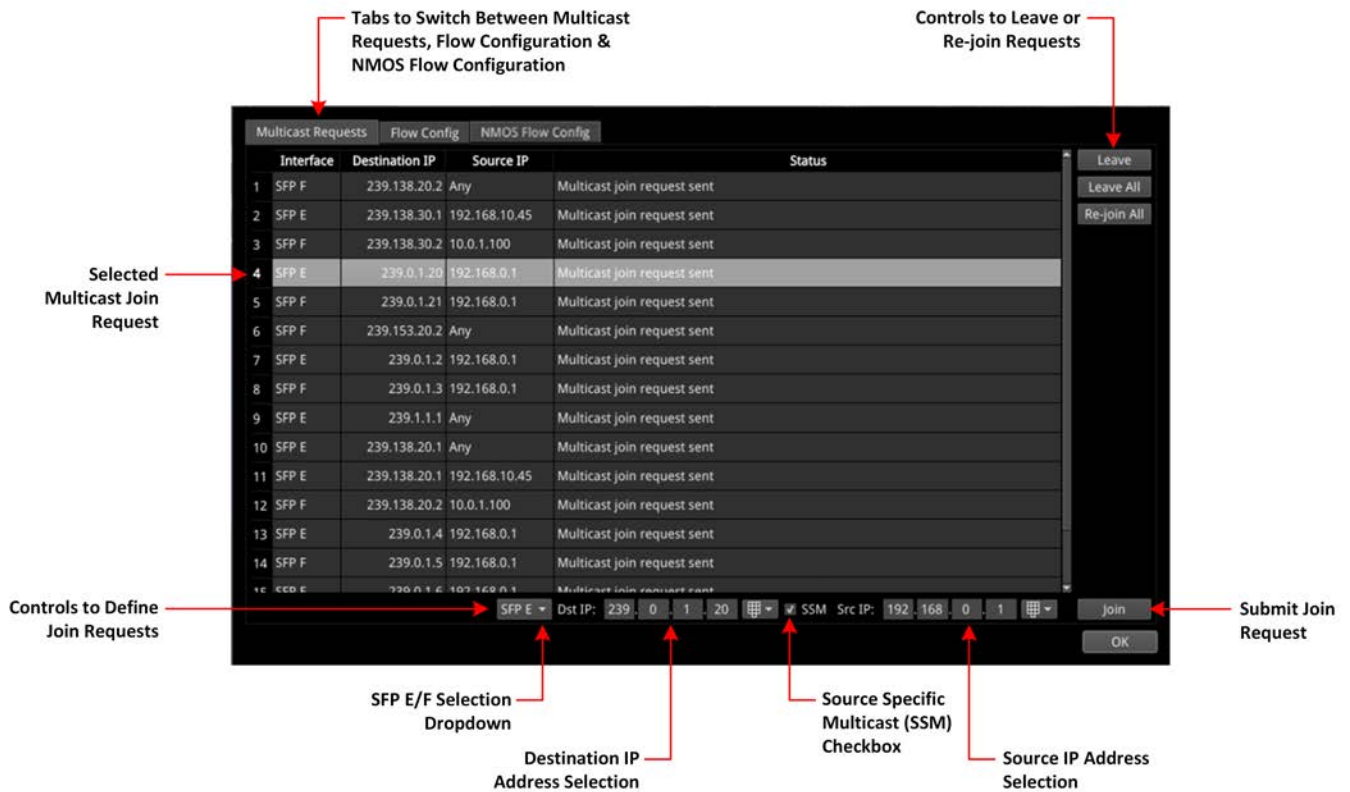 Tabs to Switch Between Multicast
Requests, Flow Configuration &
NMOS Flow Configuration
Controls to Leave or
Re-join Requests
Multicast Requests Flow Config NMOS Flow Config
Interface Destination IP Source IP Status Leave
1 SFP F 239.138.20.2 Any Multicast join request sent Leave All
2 SFP E 239.138.30.1 192.168.10.45 Multicast join request sent Re-join All
3 SFP F 239.138.30.2 10.0.1.100 Multicast join request sent
Selected
Multicast Join
Request
4 SFP E 239.0.1.20 192.168.0.1 Multicast join request sent
5 SFP F 239.0.1.21 192.168.0.1 Multicast join request sent
6 SFP F 239.153.20.2 Any Multicast join request sent
7 SFP E 239.0.1.2 192.168.0.1 Multicast join request sent
8 SFP F 239.0.1.3 192.168.0.1 Multicast join request sent
9 SFP E 239.1.1.1 Any Multicast join request sent
10 SFP E 239.138.20.1 Any Multicast join request sent
11 SFP E 239.138.20.1 192.168.10.45 Multicast join request sent
12 SFP F 239.138.20.2 10.0.1.100 Multicast join request sent
13 SFP E 239.0.1.4 192.168.0.1 Multicast join request sent
14 SFP F 239.0.1.5 192.168.0.1 Multicast join request sent
239.0.1.6 192.168.0.1 Multicast join request sent
Controls to Define
Join Requests
SFP E Dst IP: 239 . 0 . 1 . 20 SSM Src IP: 192 . 168 . 0 . 1 Join
OK
Submit Join
Request
SFP E/F Selection
Dropdown
Destination IP
Address Selection
Source Specific
Multicast (SSM)
Checkbox
Source IP Address
Selection